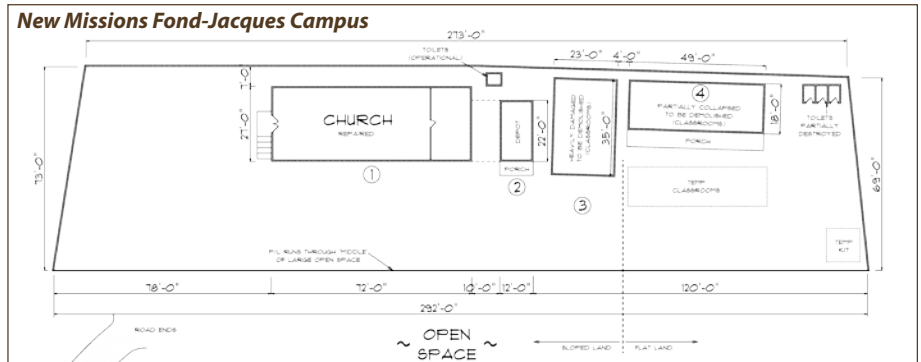 New Missions Fond-Jacques Campus
273'-0"
TOILETS
(OPERATIONAL)
23'-0"
4'-0"
49'-0"
7'-0"
27'-0"
73'-0"
CHURCH
REPAIRED
1
DEPOT
22'-0"
PORCH
2
HEAVILY DAMAGED
TO BE DEMOLISHED
(CLASSROOMS)
35'-0"
3
4
PARTIALLY COLLAPSED
TO BE DEMOLISHED
(CLASSROOMS)
18'-0"
PORCH
TOILETS
PARTIALLY
DESTROYED
69'-0"
TEMP
CLASSROOMS
TEMP
KIT
P/L RUNS THROUGH MIDDLE
OF LARGE OPEN SPACE
78'-0"
72'-0"
10'-0"
12'-0"
120'-0"
292'-0"
ROAD ENDS
~ OPEN ~
SPACE
SLOPED LAND
FLAT LAND